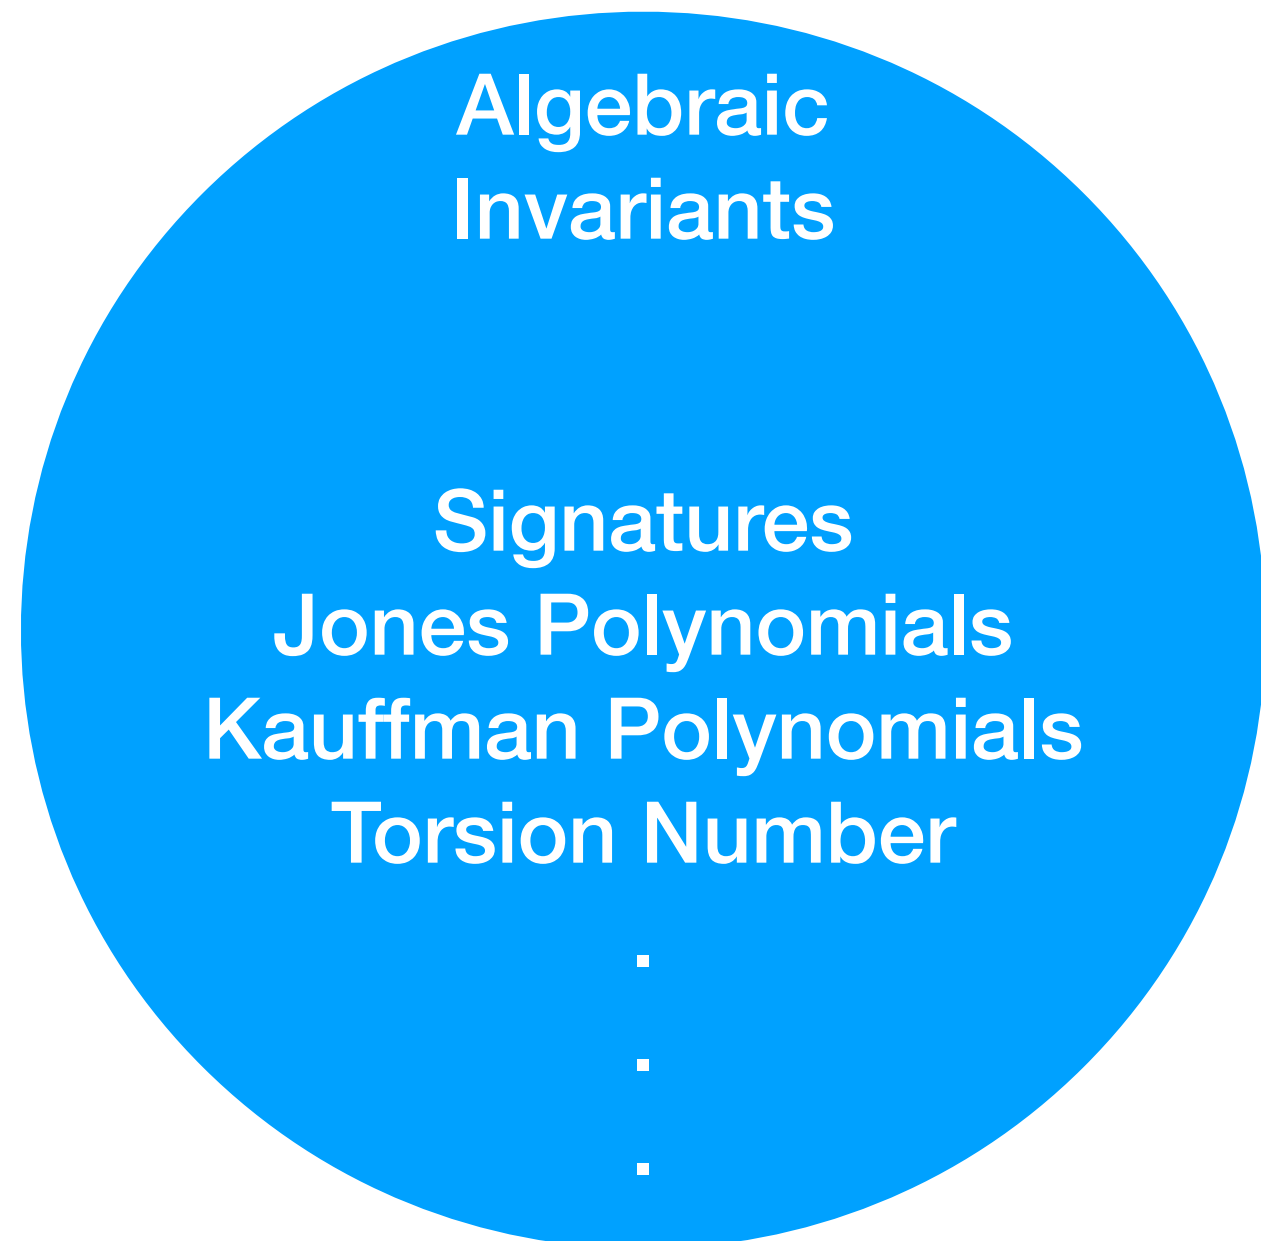 Algebraic
Invariants
Signatures
Jones Polynomials
Kauffman Polynomials
Torsion Number
.
.
.